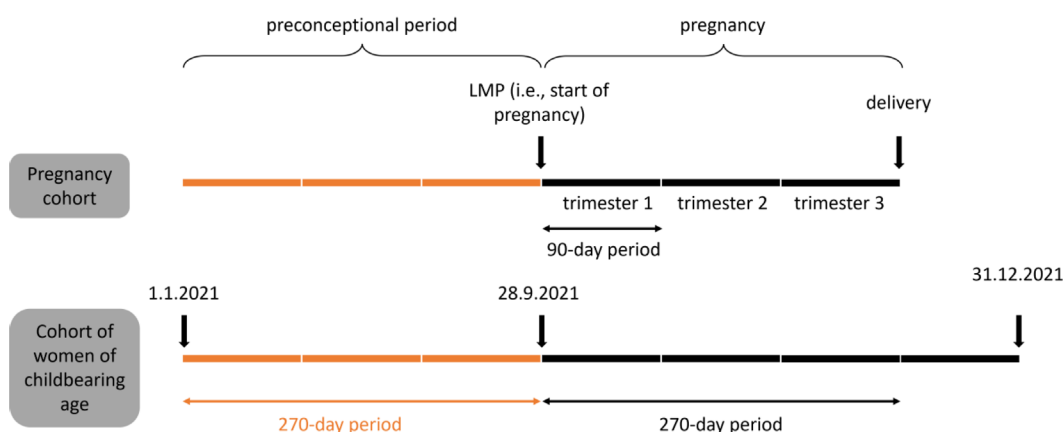 preconceptional period
pregnancy
LMP (i.e., start of
pregnancy)
delivery
Pregnancy
cohort
trimester 1
trimester 2
trimester 3
90-day period
31.12.2021
1.1.2021
28.9.2021
Cohort of
women of
childbearing
age
270-day period
270-day period